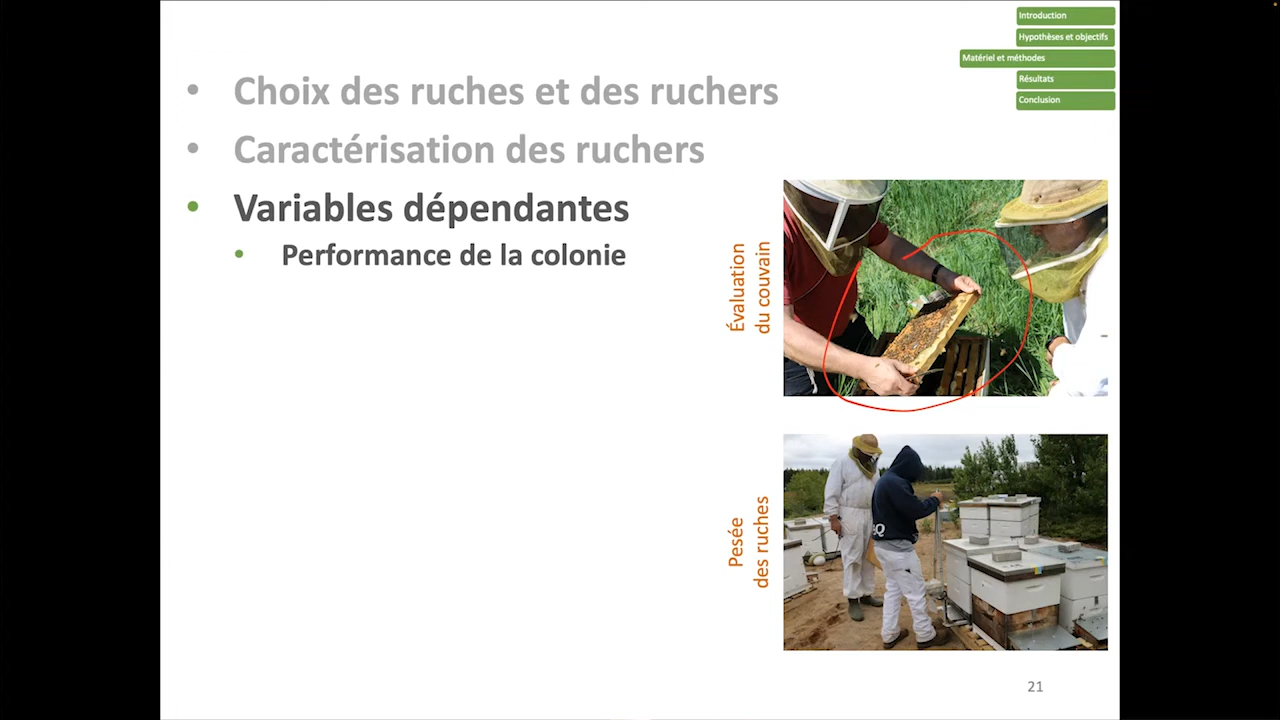 Introduction
Hypothèses et objectifs
Matériel et méthodes
Résultats
Conclusion
• Choix des ruches et des ruchers
• Caractérisation des ruchers
• Variables dépendantes
• Performance de la colonie
Évaluation
du couvain
Pesée
des ruches
21